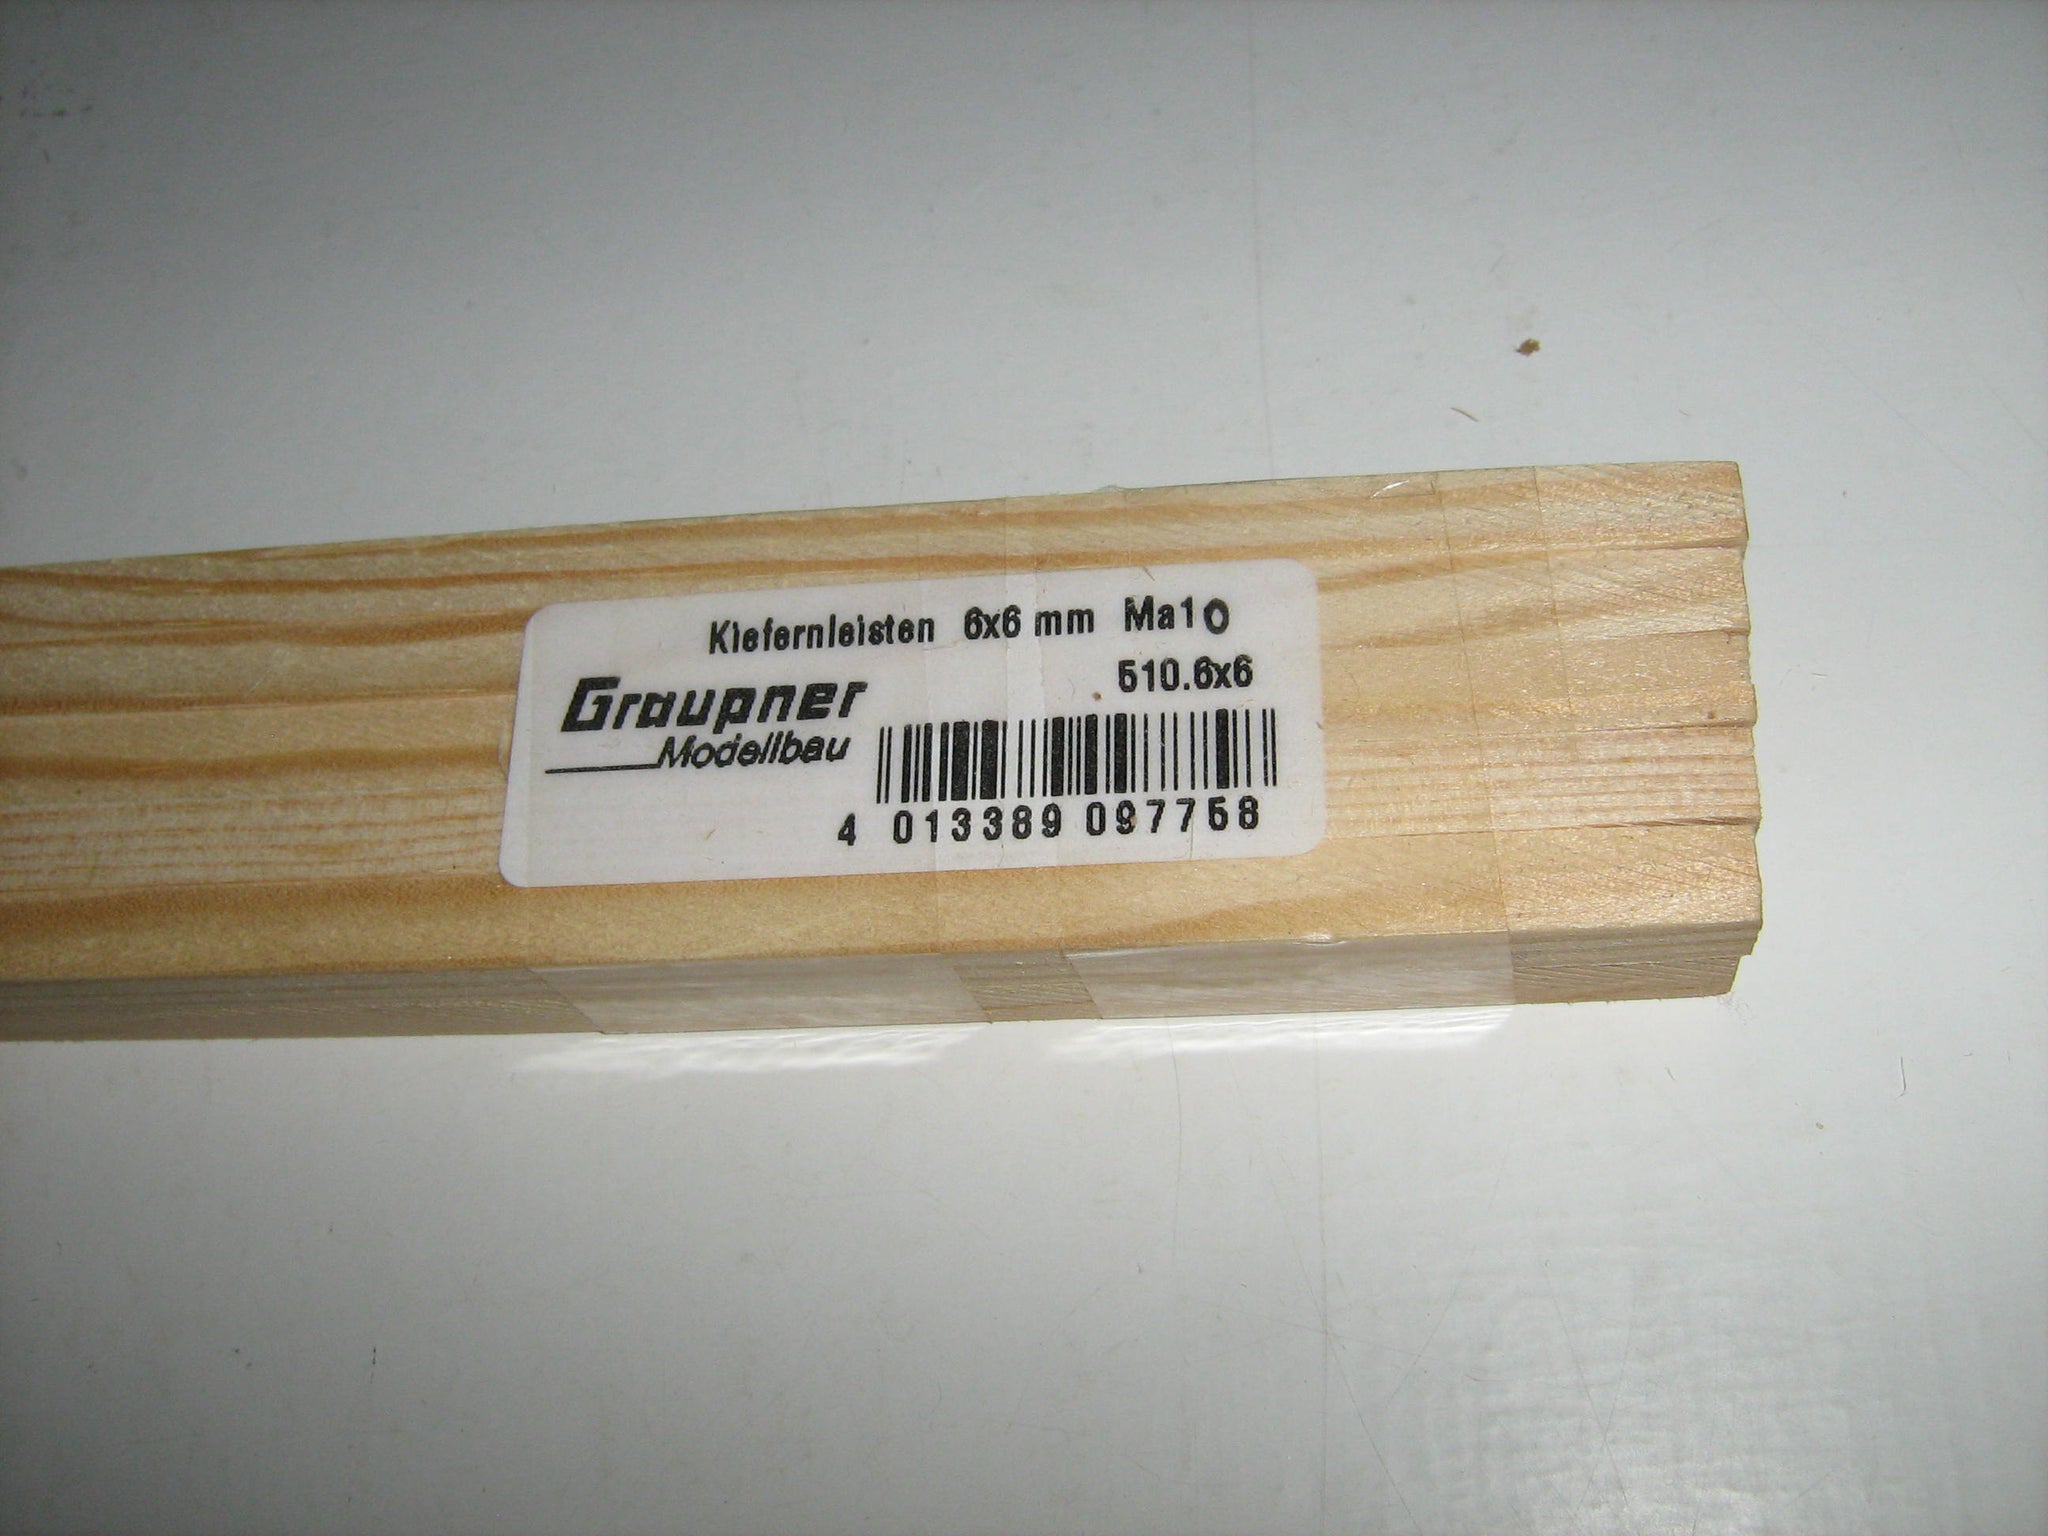 Kiefernleisten 6x6 mm Ma10
510.6x6
Graupner
Modellbau
4 013389 097758